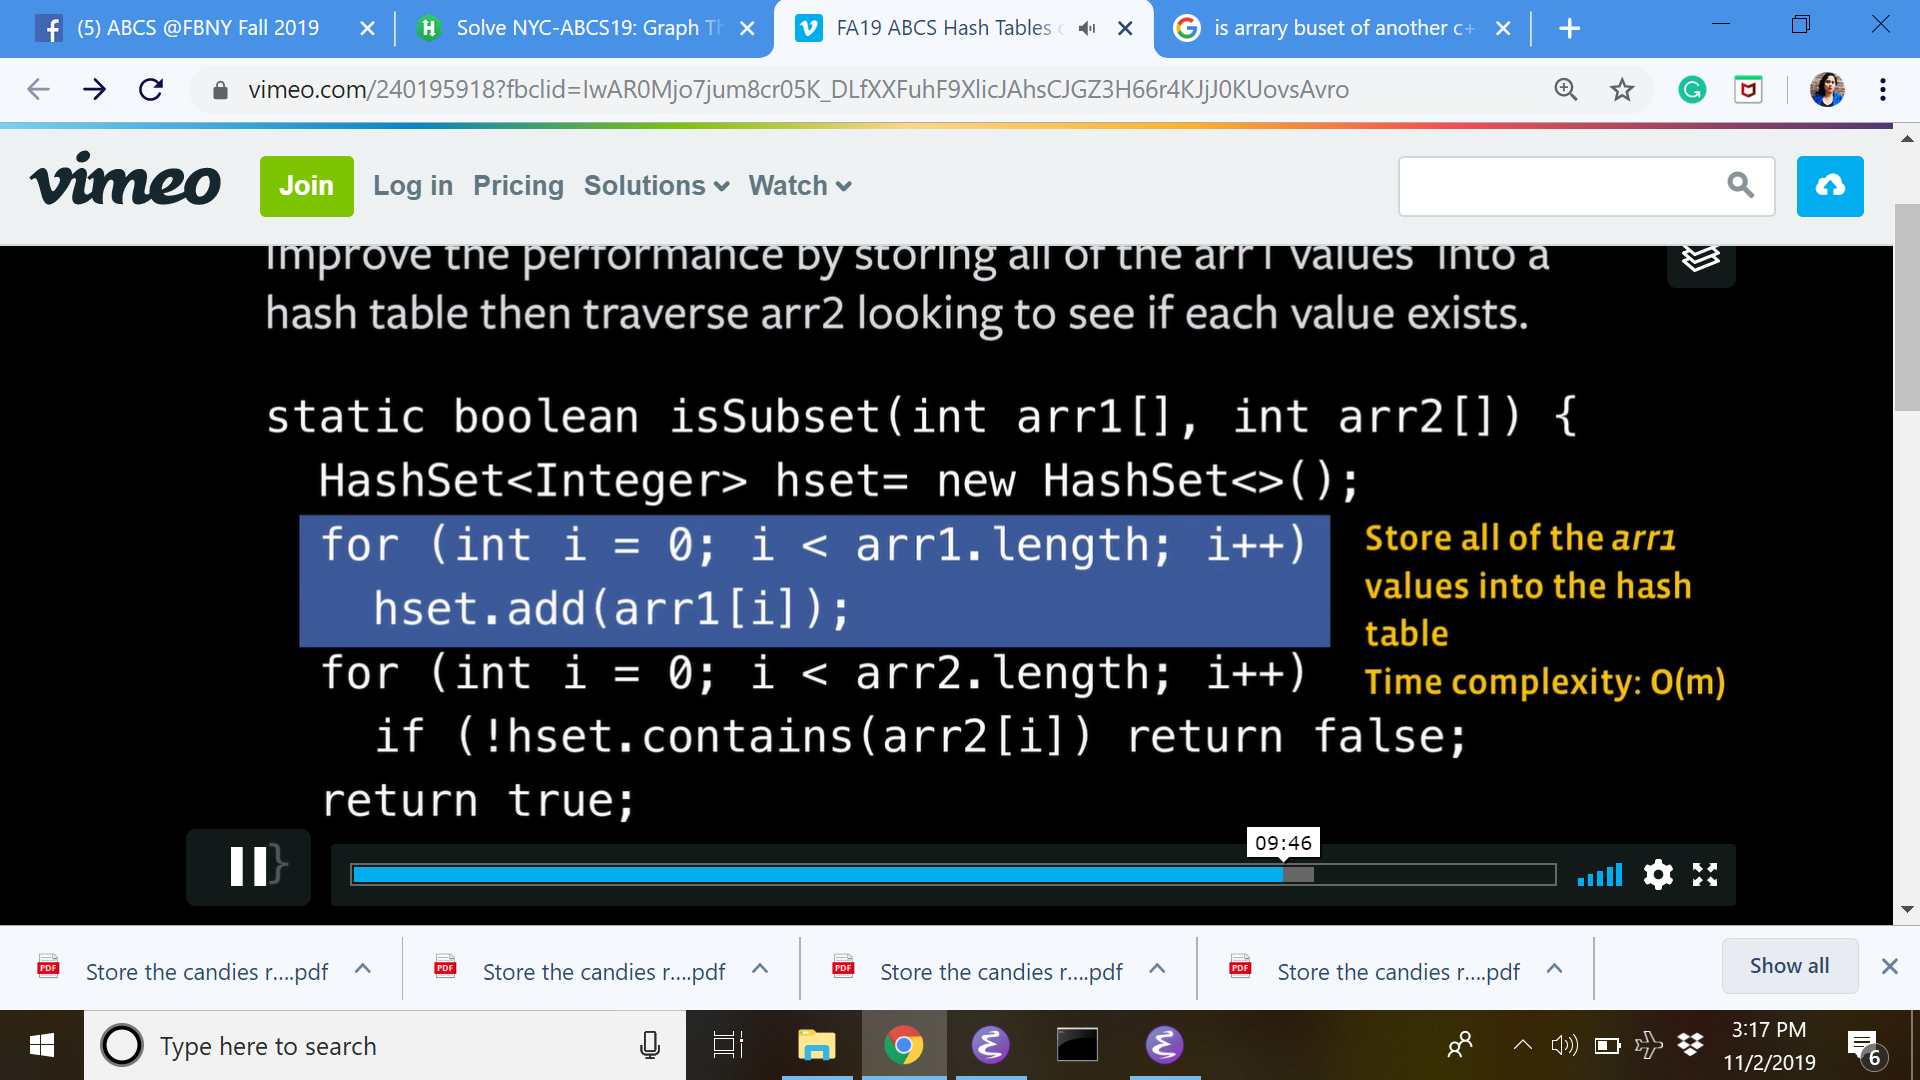 (5) ABCS @FBNY Fall 2019
Solve NYC-ABCS19: Graph Th
FA19 ABCS Hash Tables
is arrary buset of another c+
vimeo.com/240195918?fbclid=IwAR0Mjo7jum8cr05K_DLfXXFuhF9XlicJAhsCJGZ3H66r4KJjJ0KUovsAvro
vimeo
Join
Log in
Pricing
Solutions
Watch
Improve the performance by storing all of the arr1 values into a
hash table then traverse arr2 looking to see if each value exists.
static boolean isSubset(int arr1[], int arr2[]) {
HashSet<Integer> hset= new HashSet<>();
for (int i = 0; i < arr1.length; i++)
hset.add(arr1[i]);
for (int i = 0; i < arr2.length; i++)
if (!hset.contains(arr2[i]) return false;
return true;
}
Store all of the arr1
values into the hash
table
Time complexity: O(m)
09:46
Store the candies r....pdf
Store the candies r....pdf
Store the candies r....pdf
Store the candies r....pdf
Show all
Type here to search
3:17 PM
11/2/2019
6